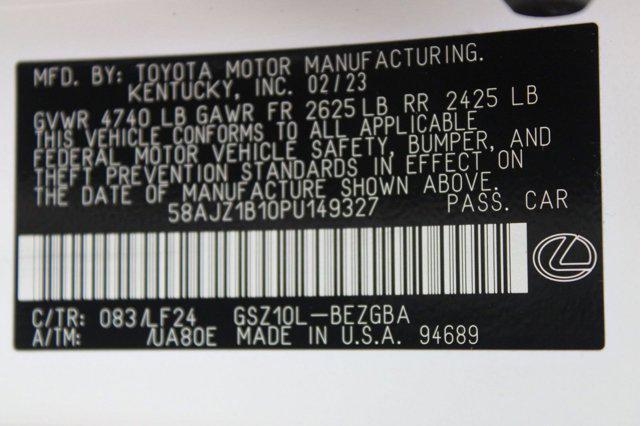 MFD. BY: TOYOTA MOTOR MANUFACTURING.
KENTUCKY, INC. 02/23
GVWR 4740 LB GAWR FR 2625 LB RR 2425 LB
THIS VEHICLE CONFORMS TO ALL APPLICABLE
FEDERAL MOTOR VEHICLE SAFETY, BUMPER, AND
THEFT PREVENTION STANDARDS IN EFFECT ON
THE DATE OF MANUFACTURE SHOWN ABOVE.
58AJZ1B10PU149327 PASS. CAR
C/TR: 083/LF24 GSZ10L-BEZGBA
A/TM: /UA80E MADE IN U.S.A. 94689